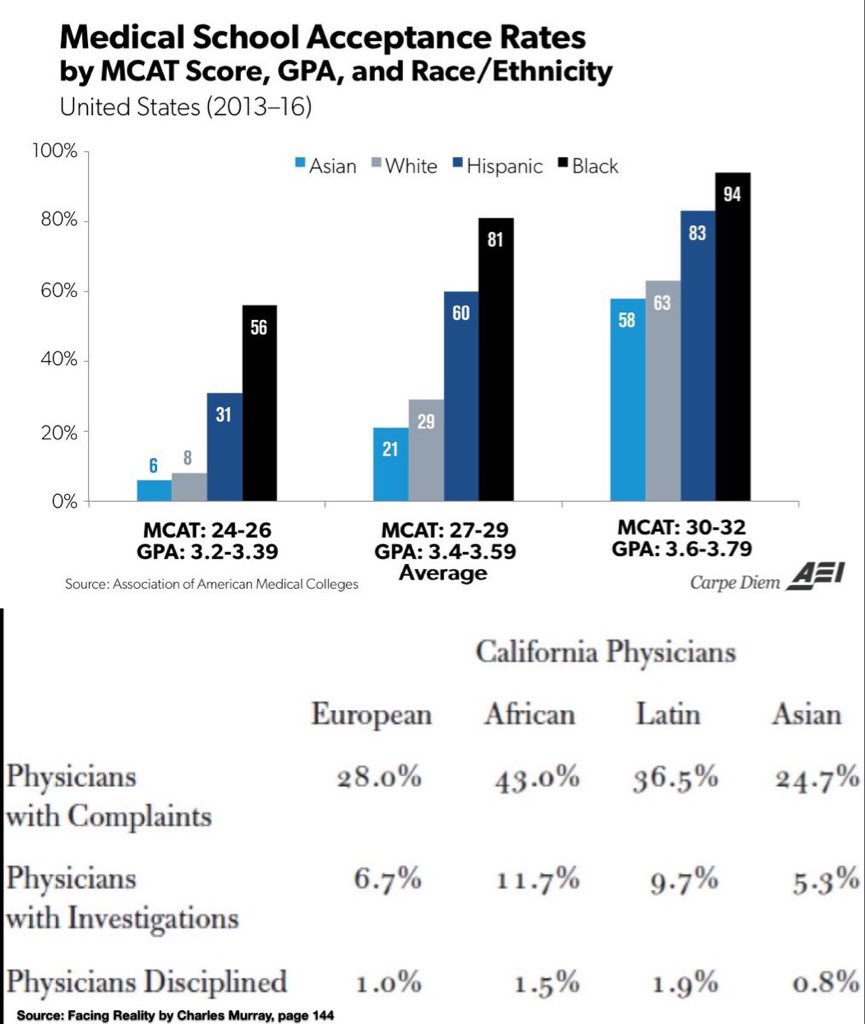 Medical School Acceptance Rates
by MCAT Score, GPA, and Race/Ethnicity
United States (2013–16)
100%
Asian White Hispanic Black
80%
60%
40%
20%
0%
6 8 31 56
21 29 60 81
58 63 83 94
MCAT: 24-26
GPA: 3.2-3.39
MCAT: 27-29
GPA: 3.4-3.59
Average
MCAT: 30-32
GPA: 3.6-3.79
Source: Association of American Medical Colleges
Carpe Diem AEI
California Physicians
European African Latin Asian
Physicians
with Complaints
28.0% 43.0% 36.5% 24.7%
Physicians
with Investigations
6.7% 11.7% 9.7% 5.3%
Physicians Disciplined 1.0% 1.5% 1.9% 0.8%
Source: Facing Reality by Charles Murray, page 144